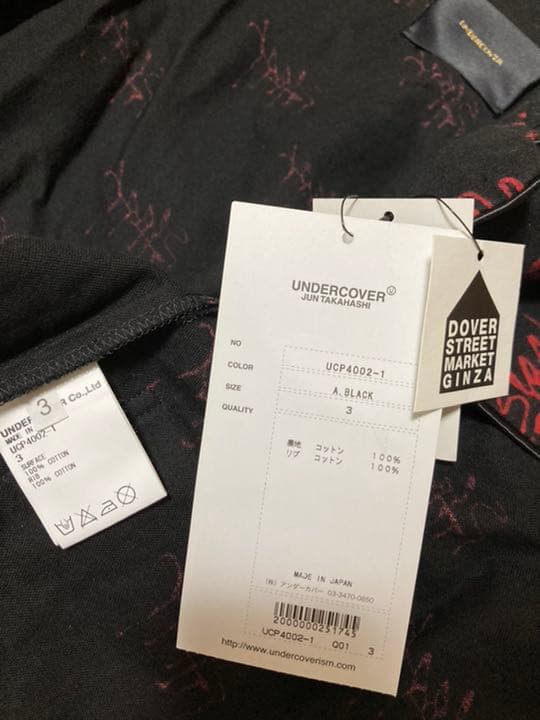 UNDERCOVER
UNDERCOVER
JUN TAKAHASHI
NO UCP4002-1
COLOR A.BLACK
SIZE 3
QUALITY
表地 コットン 100%
リブ コットン 100%
MADE IN JAPAN
(株) アンダーカバー 03-3470-0850
2000000251745
UCP4002-1 Q01 3
http://www.undercoverism.com
DOVER
STREET
MARKET
GINZA
3
UNDER R Co.,Ltd
MADE IN
UCP4002-1
3
SURFACE
100% COTTON
RIB
100% COTTON